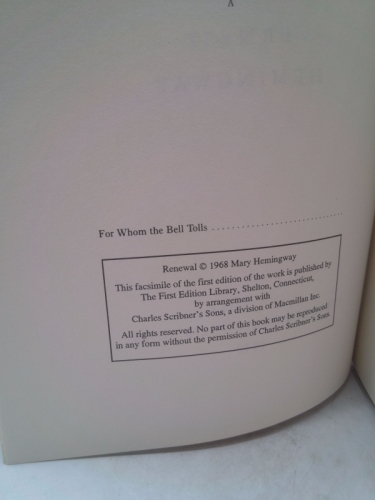 For Whom the Bell Tolls ..........................
Renewal © 1968 Mary Hemingway
This facsimile of the first edition of the work is published by
The First Edition Library, Shelton, Connecticut,
by arrangement with
Charles Scribner's Sons, a division of Macmillan Inc.
All rights reserved. No part of this book may be reproduced
in any form without the permission of Charles Scribner's Sons.